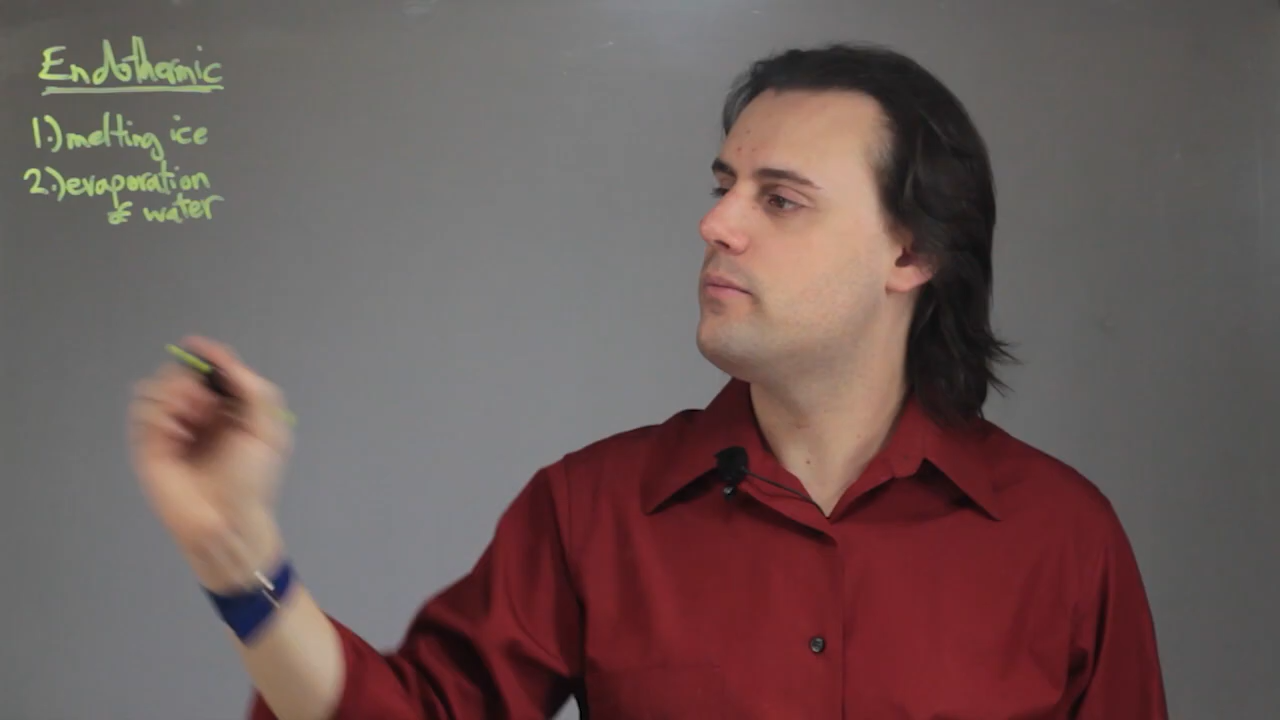 Endothermic
1.) melting ice
2.) evaporation
of water